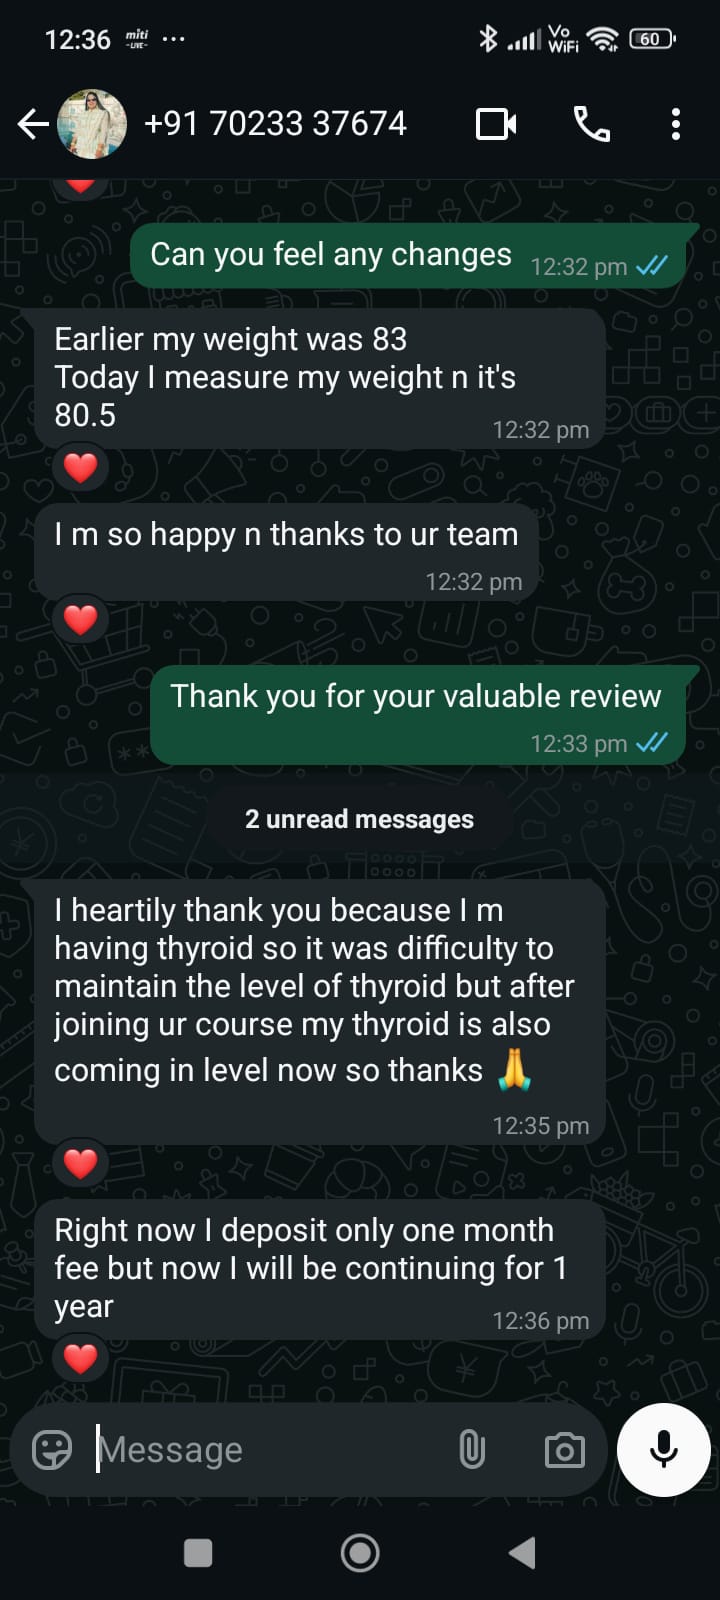 12:36 miti -LIVE- ... Vo WiFi 60
+91 70233 37674
Can you feel any changes 12:32 pm
Earlier my weight was 83
Today I measure my weight n it's
80.5
12:32 pm
I m so happy n thanks to ur team
12:32 pm
Thank you for your valuable review
12:33 pm
2 unread messages
I heartily thank you because I m
having thyroid so it was difficulty to
maintain the level of thyroid but after
joining ur course my thyroid is also
coming in level now so thanks 🙏
12:35 pm
Right now I deposit only one month
fee but now I will be continuing for 1
year
12:36 pm
Message